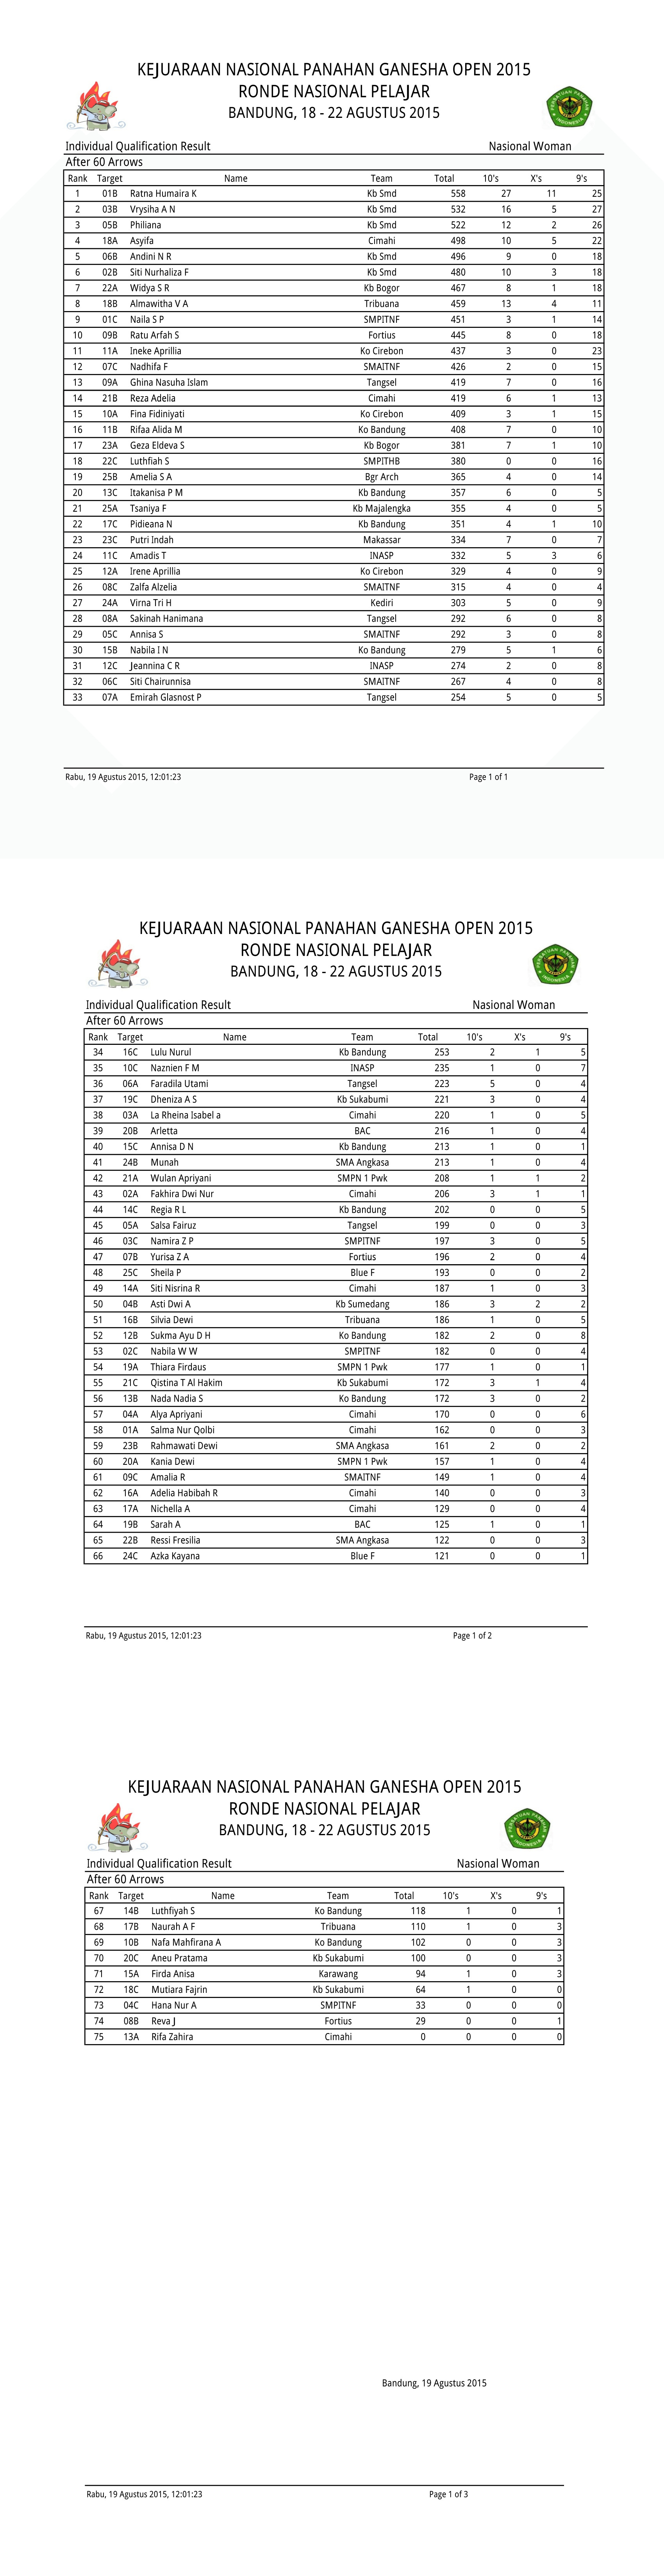 KEJUARAAN NASIONAL PANAHAN GANESHA OPEN 2015
RONDE NASIONAL PELAJAR
BANDUNG, 18 - 22 AGUSTUS 2015
Individual Qualification Result Nasional Woman
After 60 Arrows
Rank Target Name Team Total 10's X's 9's
1 01B Ratna Humaira K Kb Smd 558 27 11 25
2 03B Vrysiha A N Kb Smd 532 16 5 27
3 05B Philiana Kb Smd 522 12 2 26
4 18A Asyifa Cimahi 498 10 5 22
5 06B Andini N R Kb Smd 496 9 0 18
6 02B Siti Nurhaliza F Kb Smd 480 10 3 18
7 22A Widya S R Kb Bogor 467 8 1 18
8 18B Almawitha V A Tribuana 459 13 4 11
9 01C Naila S P SMPITNF 451 3 1 14
10 09B Ratu Arfah S Fortius 445 8 0 18
11 11A Ineke Aprillia Ko Cirebon 437 3 0 23
12 07C Nadhifa F SMAITNF 426 2 0 15
13 09A Ghina Nasuha Islam Tangsel 419 7 0 16
14 21B Reza Adelia Cimahi 419 6 1 13
15 10A Fina Fidiniyati Ko Cirebon 409 3 1 15
16 11B Rifaa Alida M Ko Bandung 408 7 0 10
17 23A Geza Eldeva S Kb Bogor 381 7 1 10
18 22C Luthfiah S SMPITHB 380 0 0 16
19 25B Amelia S A Bgr Arch 365 4 0 14
20 13C Itakanisa P M Kb Bandung 357 6 0 5
21 25A Tsaniya F Kb Majalengka 355 4 0 5
22 17C Pidieana N Kb Bandung 351 4 1 10
23 23C Putri Indah Makassar 334 7 0 7
24 11C Amadis T INASP 332 5 3 6
25 12A Irene Aprillia Ko Cirebon 329 4 0 9
26 08C Zalfa Alzelia SMAITNF 315 4 0 4
27 24A Virna Tri H Kediri 303 5 0 9
28 08A Sakinah Hanimana Tangsel 292 6 0 8
29 05C Annisa S SMAITNF 292 3 0 8
30 15B Nabila I N Ko Bandung 279 5 1 6
31 12C Jeannina C R INASP 274 2 0 8
32 06C Siti Chairunnisa SMAITNF 267 4 0 8
33 07A Emirah Glasnost P Tangsel 254 5 0 5
Rabu, 19 Agustus 2015, 12:01:23 Page 1 of 1
KEJUARAAN NASIONAL PANAHAN GANESHA OPEN 2015
RONDE NASIONAL PELAJAR
BANDUNG, 18 - 22 AGUSTUS 2015
Individual Qualification Result Nasional Woman
After 60 Arrows
Rank Target Name Team Total 10's X's 9's
34 16C Lulu Nurul Kb Bandung 253 2 1 5
35 10C Naznien F M INASP 235 1 0 7
36 06A Faradila Utami Tangsel 223 5 0 4
37 19C Dheniza A S Kb Sukabumi 221 3 0 4
38 03A La Rheina Isabel a Cimahi 220 1 0 5
39 20B Arletta BAC 216 1 0 4
40 15C Annisa D N Kb Bandung 213 1 0 1
41 24B Munah SMA Angkasa 213 1 0 4
42 21A Wulan Apriyani SMPN 1 Pwk 208 1 1 2
43 02A Fakhira Dwi Nur Cimahi 206 3 1 1
44 14C Regia R L Kb Bandung 202 0 0 5
45 05A Salsa Fairuz Tangsel 199 0 0 3
46 03C Namira Z P SMPITNF 197 3 0 5
47 07B Yurisa Z A Fortius 196 2 0 4
48 25C Sheila P Blue F 193 0 0 2
49 14A Siti Nisrina R Cimahi 187 1 0 3
50 04B Asti Dwi A Kb Sumedang 186 3 2 2
51 16B Silvia Dewi Tribuana 186 1 0 5
52 12B Sukma Ayu D H Ko Bandung 182 2 0 8
53 02C Nabila W W SMPITNF 182 0 0 4
54 19A Thiara Firdaus SMPN 1 Pwk 177 1 0 1
55 21C Qistina T Al Hakim Kb Sukabumi 172 3 1 4
56 13B Nada Nadia S Ko Bandung 172 3 0 2
57 04A Alya Apriyani Cimahi 170 0 0 6
58 01A Salma Nur Qolbi Cimahi 162 0 0 3
59 23B Rahmawati Dewi SMA Angkasa 161 2 0 2
60 20A Kania Dewi SMPN 1 Pwk 157 1 0 4
61 09C Amalia R SMAITNF 149 1 0 4
62 16A Adelia Habibah R Cimahi 140 0 0 3
63 17A Nichella A Cimahi 129 0 0 4
64 19B Sarah A BAC 125 1 0 1
65 22B Ressi Fresilia SMA Angkasa 122 0 0 3
66 24C Azka Kayana Blue F 121 0 0 1
Rabu, 19 Agustus 2015, 12:01:23 Page 1 of 2
KEJUARAAN NASIONAL PANAHAN GANESHA OPEN 2015
RONDE NASIONAL PELAJAR
BANDUNG, 18 - 22 AGUSTUS 2015
Individual Qualification Result Nasional Woman
After 60 Arrows
Rank Target Name Team Total 10's X's 9's
67 14B Luthfiyah S Ko Bandung 118 1 0 1
68 17B Naurah A F Tribuana 110 1 0 3
69 10B Nafa Mahfirana A Ko Bandung 102 0 0 3
70 20C Aneu Pratama Kb Sukabumi 100 0 0 3
71 15A Firda Anisa Karawang 94 1 0 3
72 18C Mutiara Fajrin Kb Sukabumi 64 1 0 0
73 04C Hana Nur A SMPITNF 33 0 0 0
74 08B Reva J Fortius 29 0 0 1
75 13A Rifa Zahira Cimahi 0 0 0 0
Bandung, 19 Agustus 2015
Rabu, 19 Agustus 2015, 12:01:23 Page 1 of 3